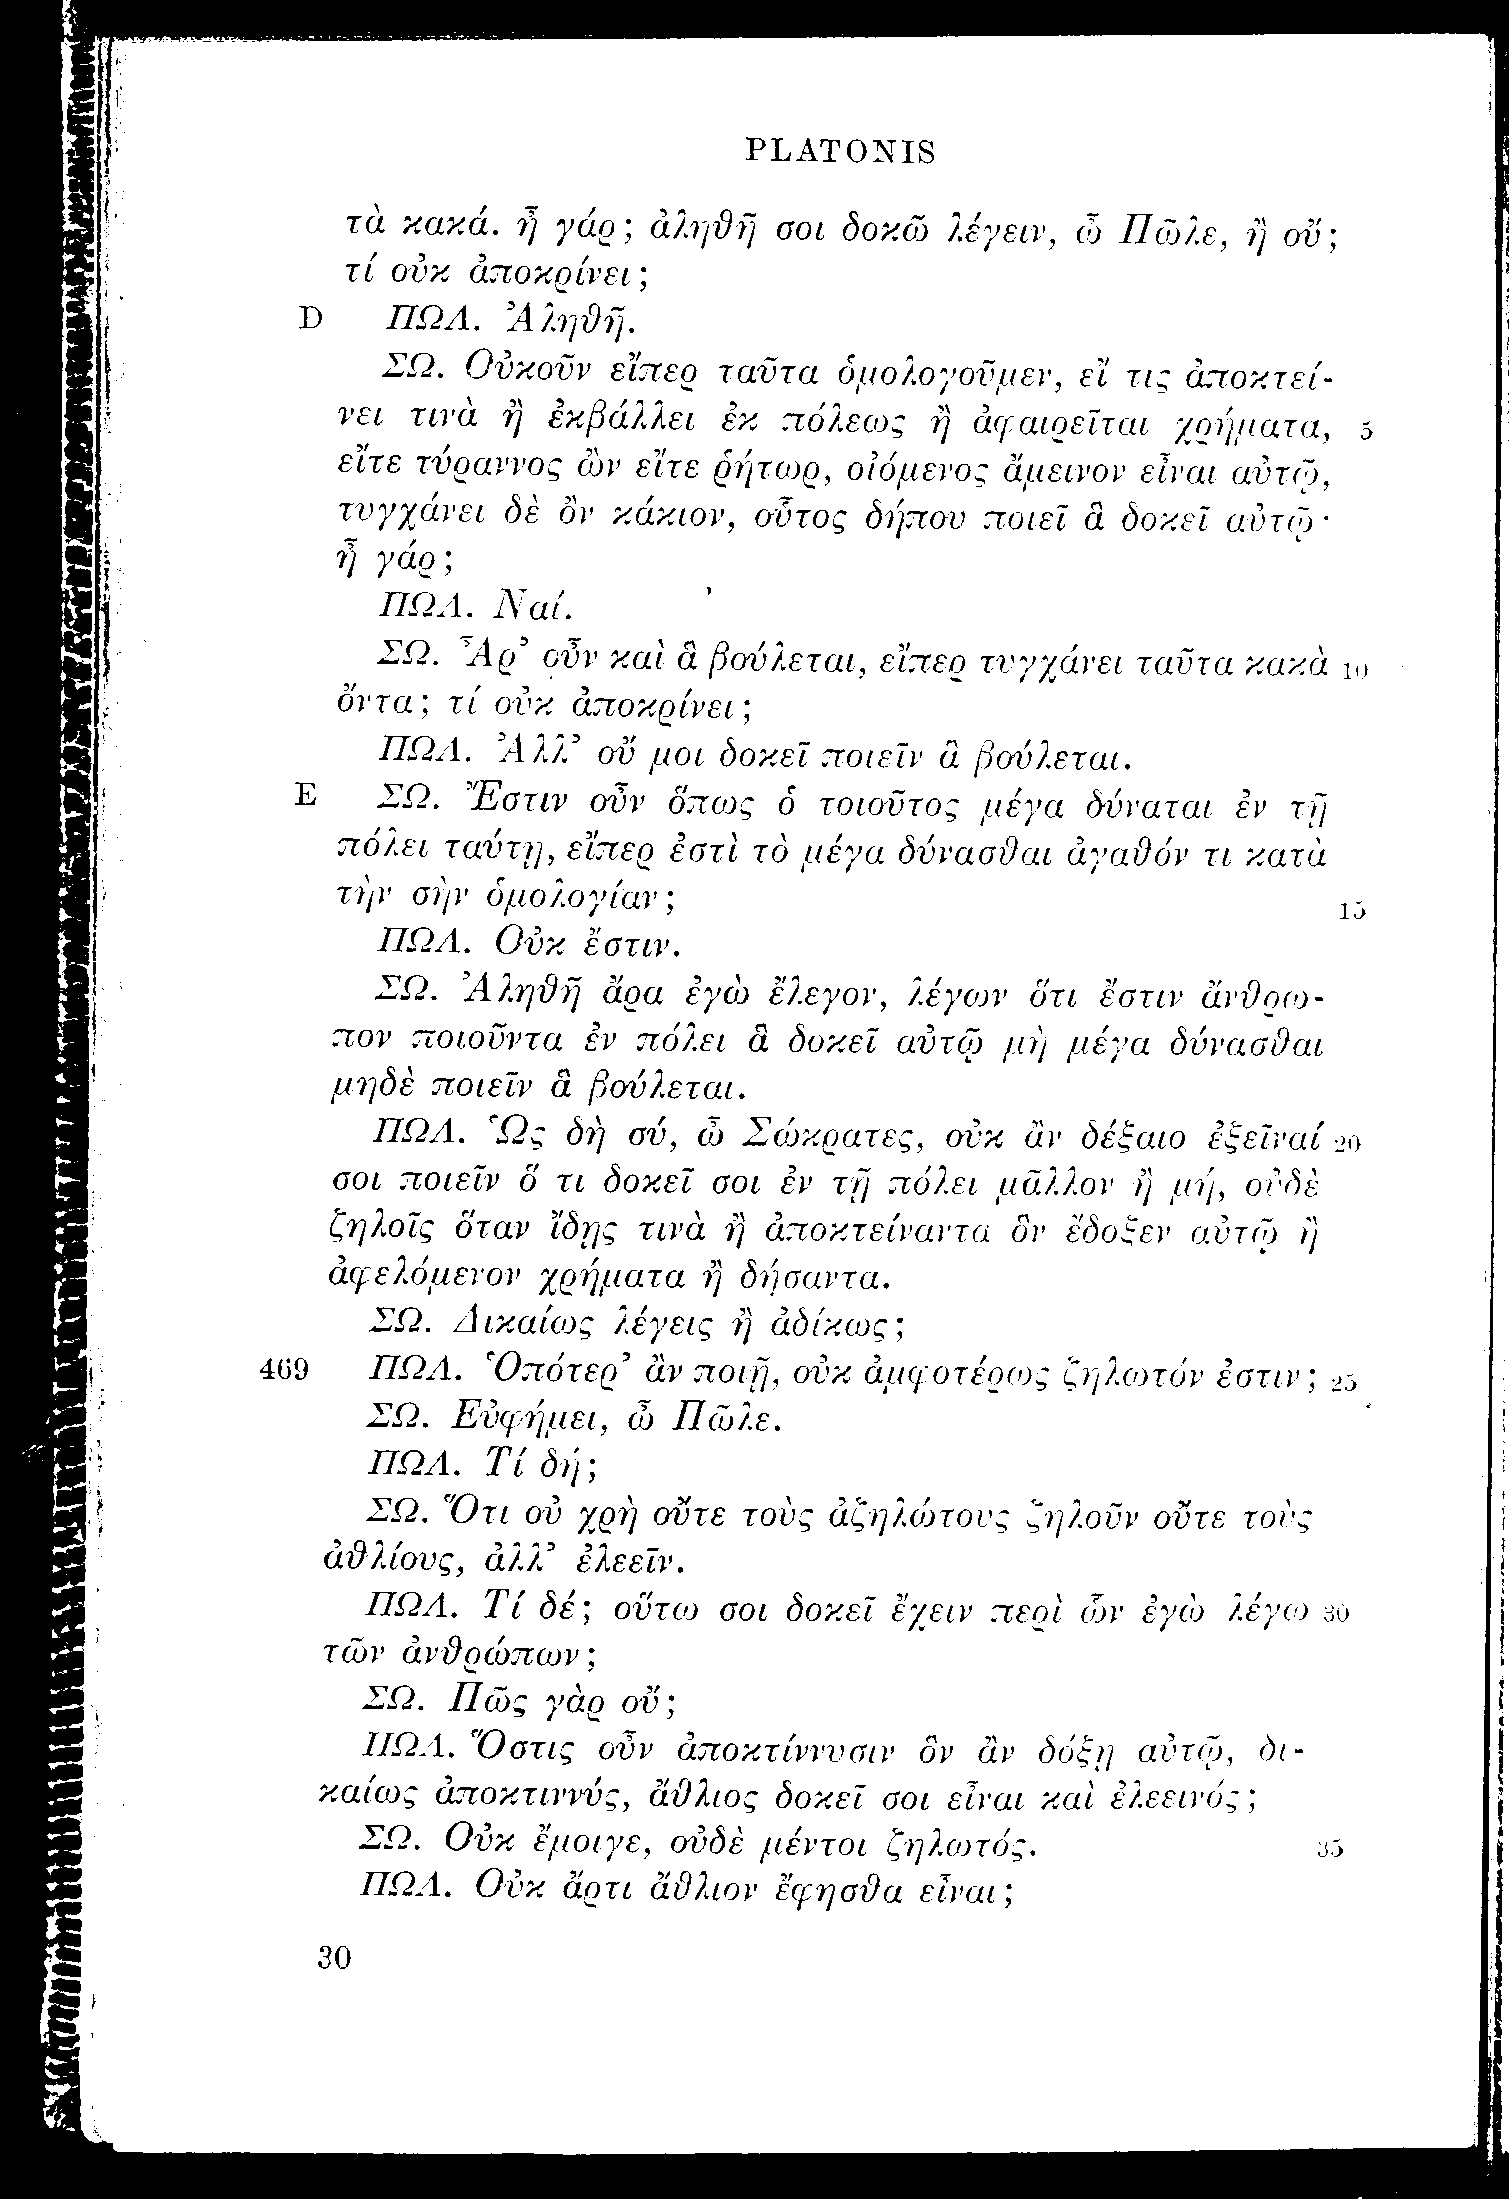 PLATONIS
τὰ κακά. ἦ γάρ; ἀληθῆ σοι δοκῶ λέγειν, ὦ Πῶλε, ἢ οὔ;
τί οὐκ ἀποκρίνει;
D ΠΩΛ. Ἀληθῆ.
ΣΩ. Οὐκοῦν εἴπερ ταῦτα ὁμολογοῦμεν, εἴ τις ἀποκτεί-
νει τινὰ ἢ ἐκβάλλει ἐκ πόλεως ἢ ἀφαιρεῖται χρήματα, 5
εἴτε τύραννος ὢν εἴτε ῥήτωρ, οἰόμενος ἄμεινον εἶναι αὐτῷ,
τυγχάνει δὲ ὂν κάκιον, οὗτος δήπου ποιεῖ ἃ δοκεῖ αὐτῷ·
ἦ γάρ;
ΠΩΛ. Ναί.
ΣΩ. Ἆρ’ οὖν καὶ ἃ βούλεται, εἴπερ τυγχάνει ταῦτα κακὰ 10
ὄντα; τί οὐκ ἀποκρίνει;
ΠΩΛ. Ἀλλ’ οὔ μοι δοκεῖ ποιεῖν ἃ βούλεται.
E ΣΩ. Ἔστιν οὖν ὅπως ὁ τοιοῦτος μέγα δύναται ἐν τῇ
πόλει ταύτῃ, εἴπερ ἐστὶ τὸ μέγα δύνασθαι ἀγαθόν τι κατὰ
τὴν σὴν ὁμολογίαν; 15
ΠΩΛ. Οὐκ ἔστιν.
ΣΩ. Ἀληθῆ ἄρα ἐγὼ ἔλεγον, λέγων ὅτι ἔστιν ἄνθρω-
πον ποιοῦντα ἐν πόλει ἃ δοκεῖ αὐτῷ μὴ μέγα δύνασθαι
μηδὲ ποιεῖν ἃ βούλεται.
ΠΩΛ. Ὡς δὴ σύ, ὦ Σώκρατες, οὐκ ἂν δέξαιο ἐξεῖναί 20
σοι ποιεῖν ὅ τι δοκεῖ σοι ἐν τῇ πόλει μᾶλλον ἢ μή, οὐδὲ
ζηλοῖς ὅταν ἴδῃς τινὰ ἢ ἀποκτείναντα ὃν ἔδοξεν αὐτῷ ἢ
ἀφελόμενον χρήματα ἢ δήσαντα.
ΣΩ. Δικαίως λέγεις ἢ ἀδίκως;
469 ΠΩΛ. Ὁπότερ’ ἂν ποιῇ, οὐκ ἀμφοτέρως ζηλωτόν ἐστιν; 25
ΣΩ. Εὐφήμει, ὦ Πῶλε.
ΠΩΛ. Τί δή;
ΣΩ. Ὅτι οὐ χρὴ οὔτε τοὺς ἀζηλώτους ζηλοῦν οὔτε τοὺς
ἀθλίους, ἀλλ’ ἐλεεῖν.
ΠΩΛ. Τί δέ; οὕτω σοι δοκεῖ ἔχειν περὶ ὧν ἐγὼ λέγω 30
τῶν ἀνθρώπων;
ΣΩ. Πῶς γὰρ οὔ;
ΠΩΛ. Ὅστις οὖν ἀποκτίννυσιν ὃν ἂν δόξῃ αὐτῷ, δι-
καίως ἀποκτιννύς, ἄθλιος δοκεῖ σοι εἶναι καὶ ἐλεεινός;
ΣΩ. Οὐκ ἔμοιγε, οὐδὲ μέντοι ζηλωτός. 35
ΠΩΛ. Οὐκ ἄρτι ἄθλιον ἔφησθα εἶναι;
30